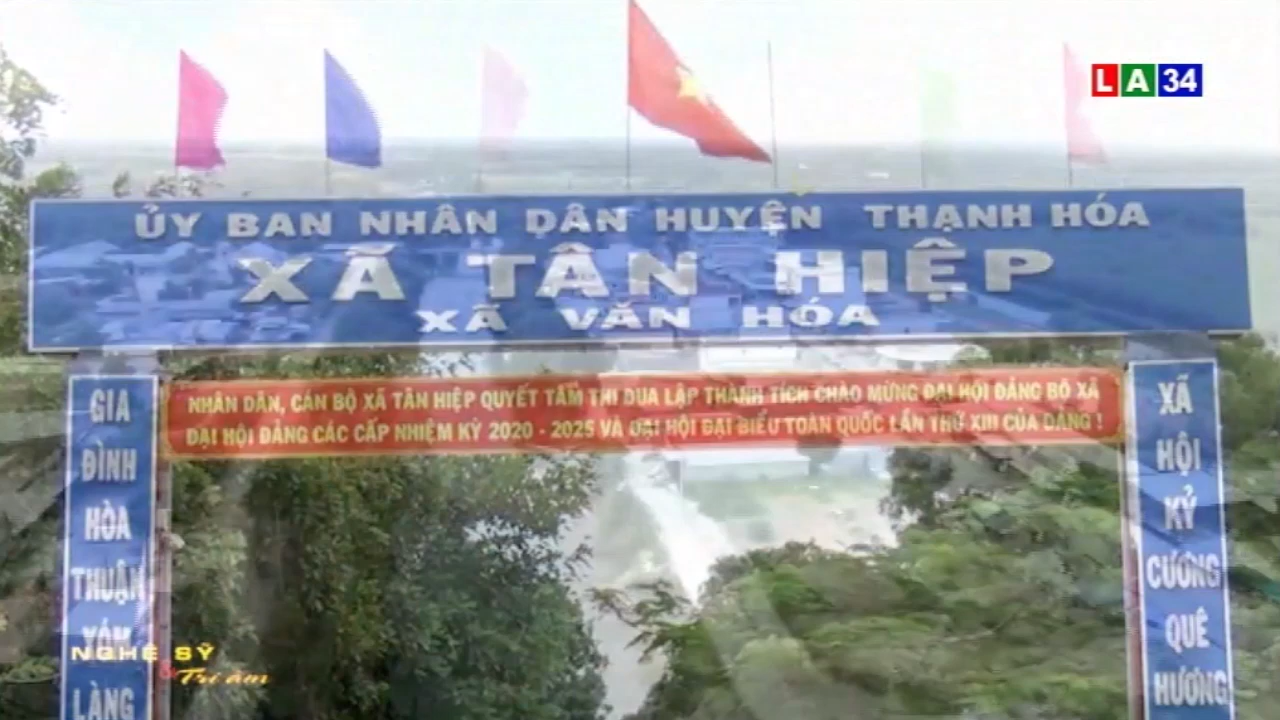 LA34
ỦY BAN NHÂN DÂN HUYỆN THẠNH HÓA
XÃ TÂN HIỆP
XÃ VĂN HÓA
NHÂN DÂN, CÁN BỘ XÃ TÂN HIỆP QUYẾT TÂM THI ĐUA LẬP THÀNH TÍCH CHÀO MỪNG ĐẠI HỘI ĐẢNG BỘ XÃ
ĐẠI HỘI ĐẢNG CÁC CẤP NHIỆM KỲ 2020 - 2025 VÀ ĐẠI HỘI ĐẠI BIỂU TOÀN QUỐC LẦN THỨ XIII CỦA ĐẢNG !
GIA
ĐÌNH
HÒA
THUẬN
XÓM
LÀNG
XÃ
HỘI
KỶ
CƯƠNG
QUÊ
HƯƠNG
NGHỆ SỸ
& Tri âm